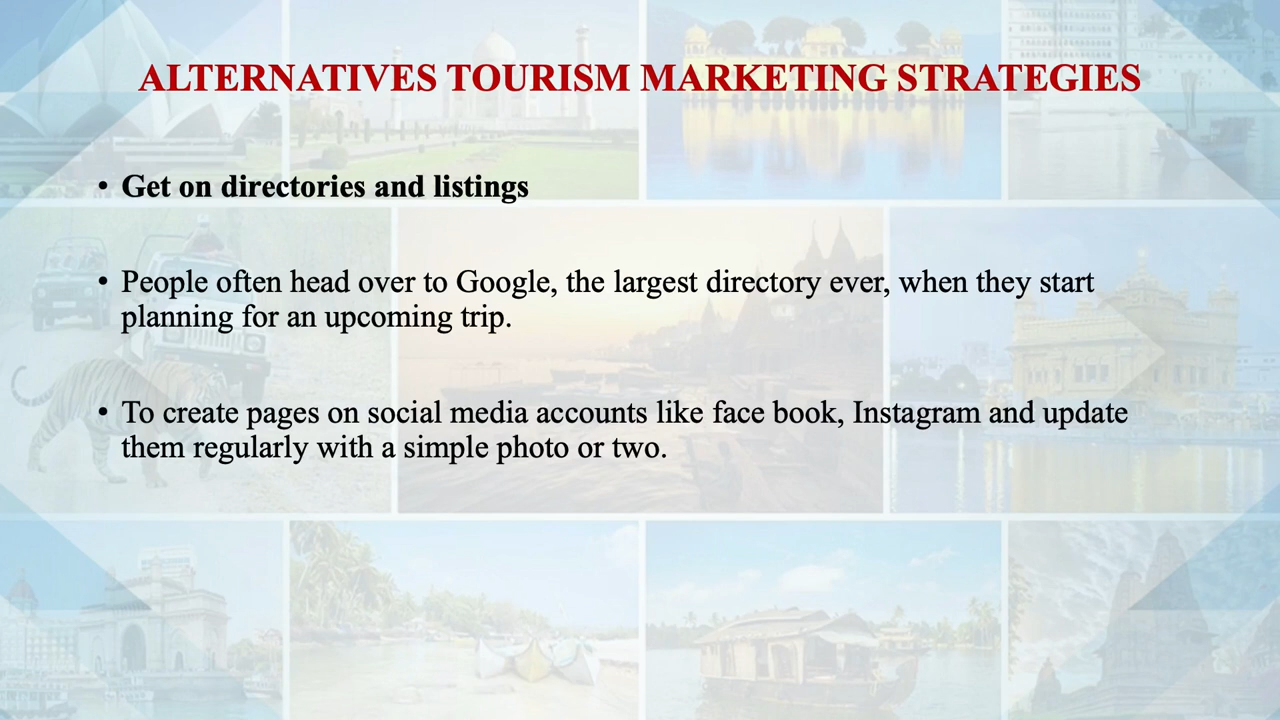 ALTERNATIVES TOURISM MARKETING STRATEGIES
• Get on directories and listings
• People often head over to Google, the largest directory ever, when they start
planning for an upcoming trip.
• To create pages on social media accounts like face book, Instagram and update
them regularly with a simple photo or two.